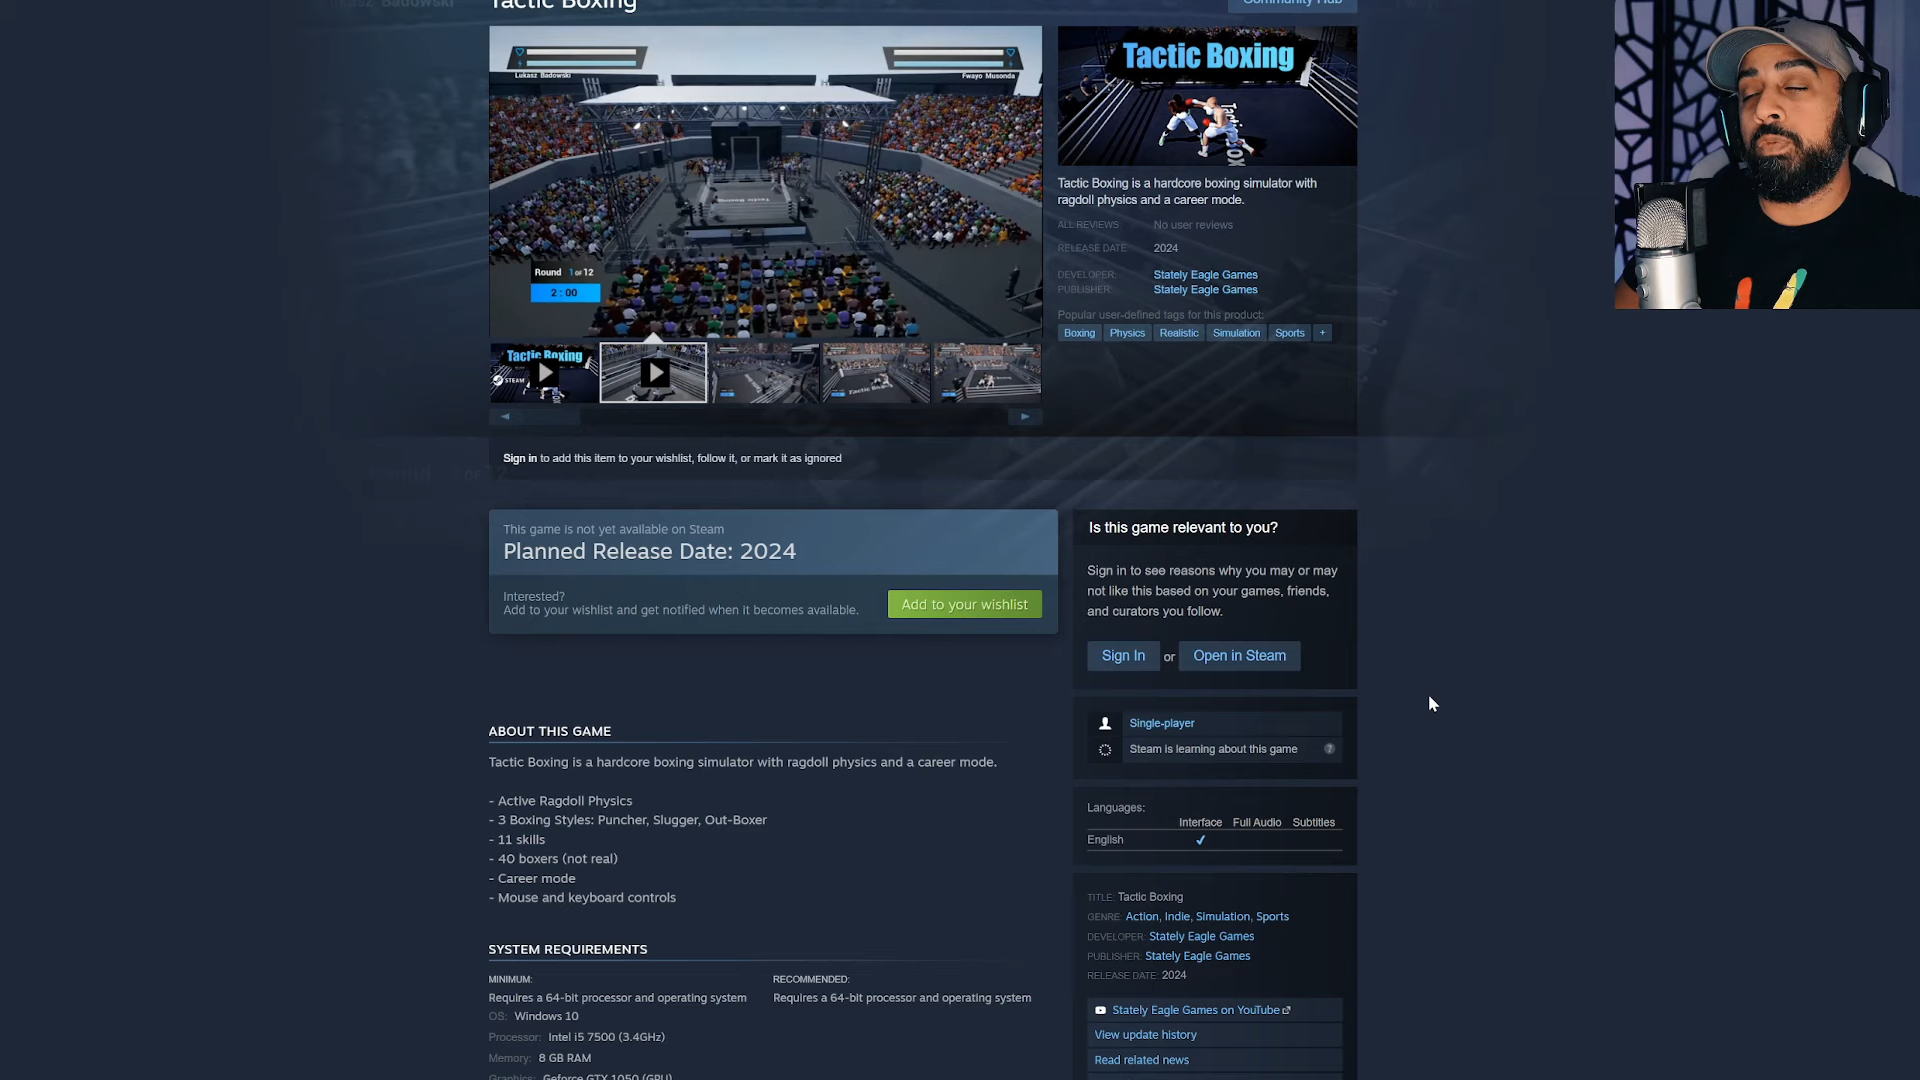 Tactic Boxing
Community Hub
Lukasz Badowski
Fwayo Musonda
Round 1 OF 12
2 : 00
Tactic Boxing
Tactic Boxing is a hardcore boxing simulator with
ragdoll physics and a career mode.
ALL REVIEWS No user reviews
RELEASE DATE 2024
DEVELOPER: Stately Eagle Games
PUBLISHER: Stately Eagle Games
Popular user-defined tags for this product:
Boxing Physics Realistic Simulation Sports +
Tactic Boxing
STEAM
Sign in to add this item to your wishlist, follow it, or mark it as ignored
This game is not yet available on Steam
Planned Release Date: 2024
Interested?
Add to your wishlist and get notified when it becomes available.
Add to your wishlist
Is this game relevant to you?
Sign in to see reasons why you may or may
not like this based on your games, friends,
and curators you follow.
Sign In or Open in Steam
Single-player
Steam is learning about this game ?
Languages:
Interface Full Audio Subtitles
English ✔
ABOUT THIS GAME
Tactic Boxing is a hardcore boxing simulator with ragdoll physics and a career mode.
- Active Ragdoll Physics
- 3 Boxing Styles: Puncher, Slugger, Out-Boxer
- 11 skills
- 40 boxers (not real)
- Career mode
- Mouse and keyboard controls
SYSTEM REQUIREMENTS
MINIMUM:
Requires a 64-bit processor and operating system
OS: Windows 10
Processor: Intel i5 7500 (3.4GHz)
Memory: 8 GB RAM
Graphics: Geforce GTX 1050 (GPU)
RECOMMENDED:
Requires a 64-bit processor and operating system
TITLE: Tactic Boxing
GENRE: Action, Indie, Simulation, Sports
DEVELOPER: Stately Eagle Games
PUBLISHER: Stately Eagle Games
RELEASE DATE: 2024
Stately Eagle Games on YouTube
View update history
Read related news